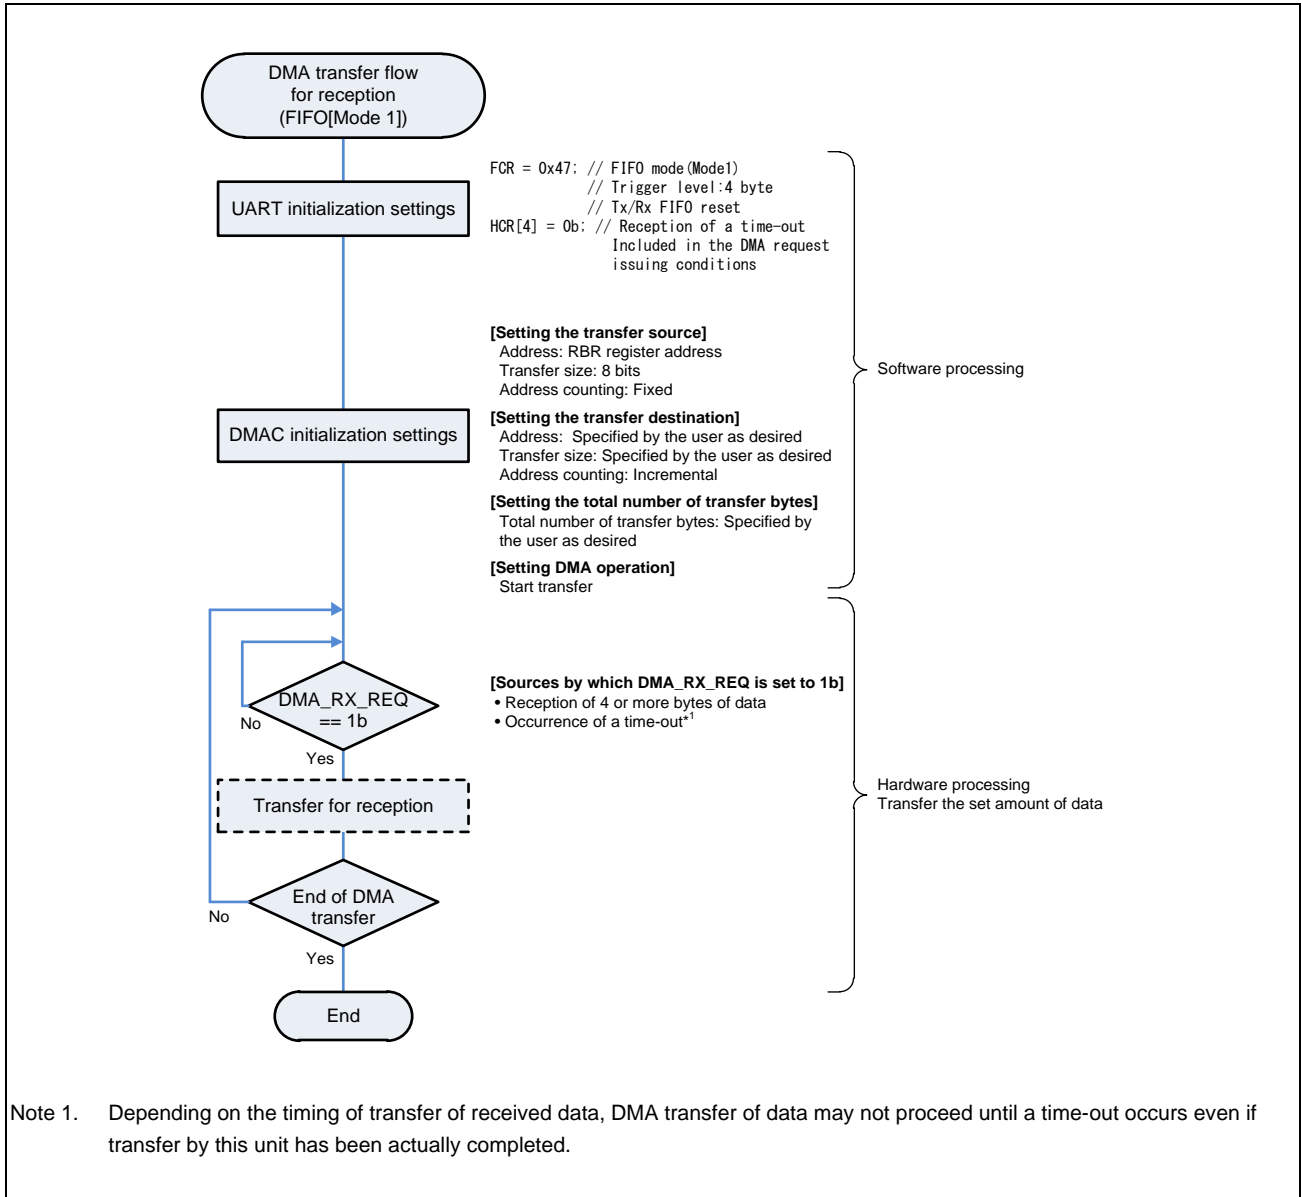 DMA transfer flow
for reception
(FIFO[Mode 1])
UART initialization settings
FCR = 0x47; // FIFO mode(Mode1)
// Trigger level:4 byte
// Tx/Rx FIFO reset
HCR[4] = 0b; // Reception of a time-out
Included in the DMA request
issuing conditions
[Setting the transfer source]
Address: RBR register address
Transfer size: 8 bits
Address counting: Fixed
Software processing
DMAC initialization settings
[Setting the transfer destination]
Address: Specified by the user as desired
Transfer size: Specified by the user as desired
Address counting: Incremental
[Setting the total number of transfer bytes]
Total number of transfer bytes: Specified by
the user as desired
[Setting DMA operation]
Start transfer
DMA_RX_REQ
== 1b
No
Yes
[Sources by which DMA_RX_REQ is set to 1b]
• Reception of 4 or more bytes of data
• Occurrence of a time-out*1
Transfer for reception
Hardware processing
Transfer the set amount of data
End of DMA
transfer
No
Yes
End
Note 1. Depending on the timing of transfer of received data, DMA transfer of data may not proceed until a time-out occurs even if
transfer by this unit has been actually completed.